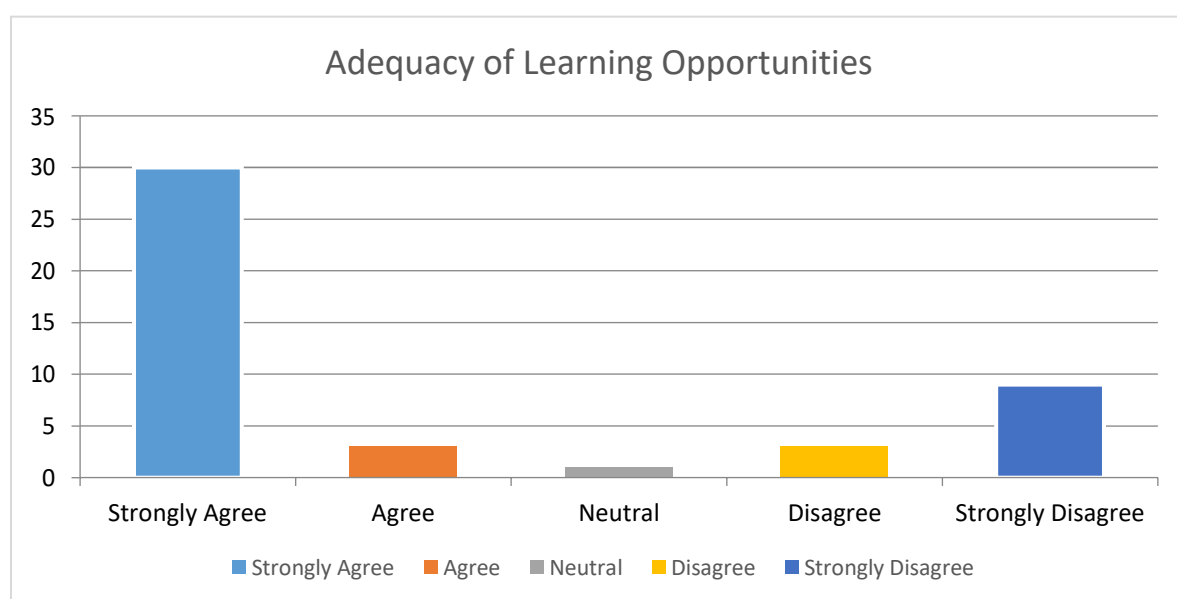 Adequacy of Learning Opportunities
35
30
25
20
15
10
5
0
Strongly Agree Agree Neutral Disagree Strongly Disagree
Strongly Agree Agree Neutral Disagree Strongly Disagree